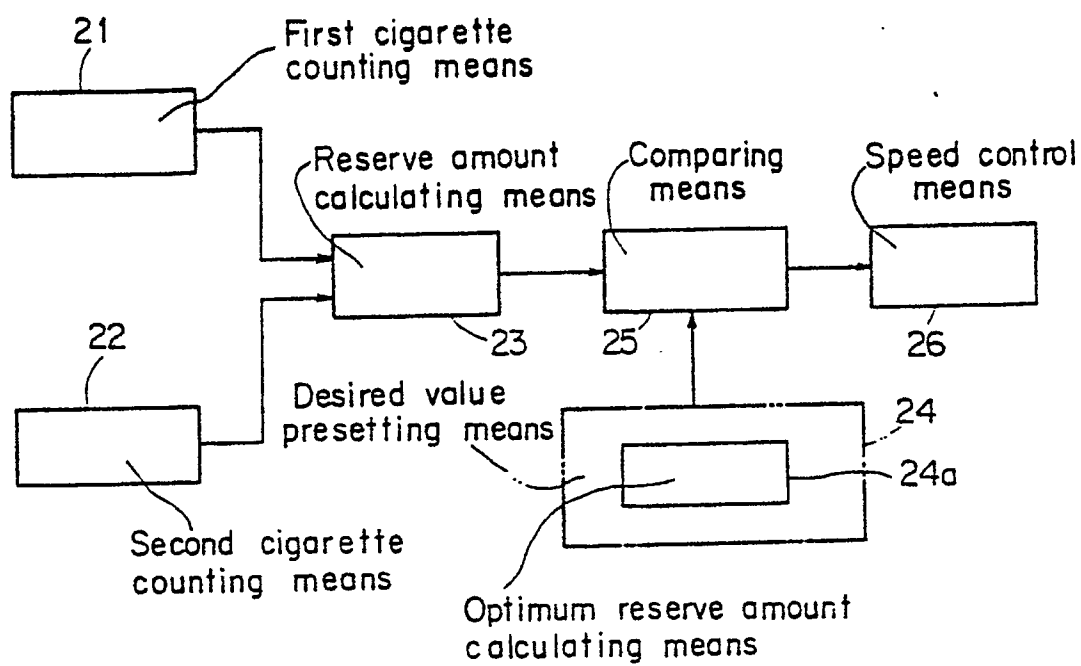 21
First cigarette
counting means
Reserve amount
calculating means
Comparing
means
Speed control
means
23
25
26
22
Desired value
presetting means
24
24a
Second cigarette
counting means
Optimum reserve amount
calculating means